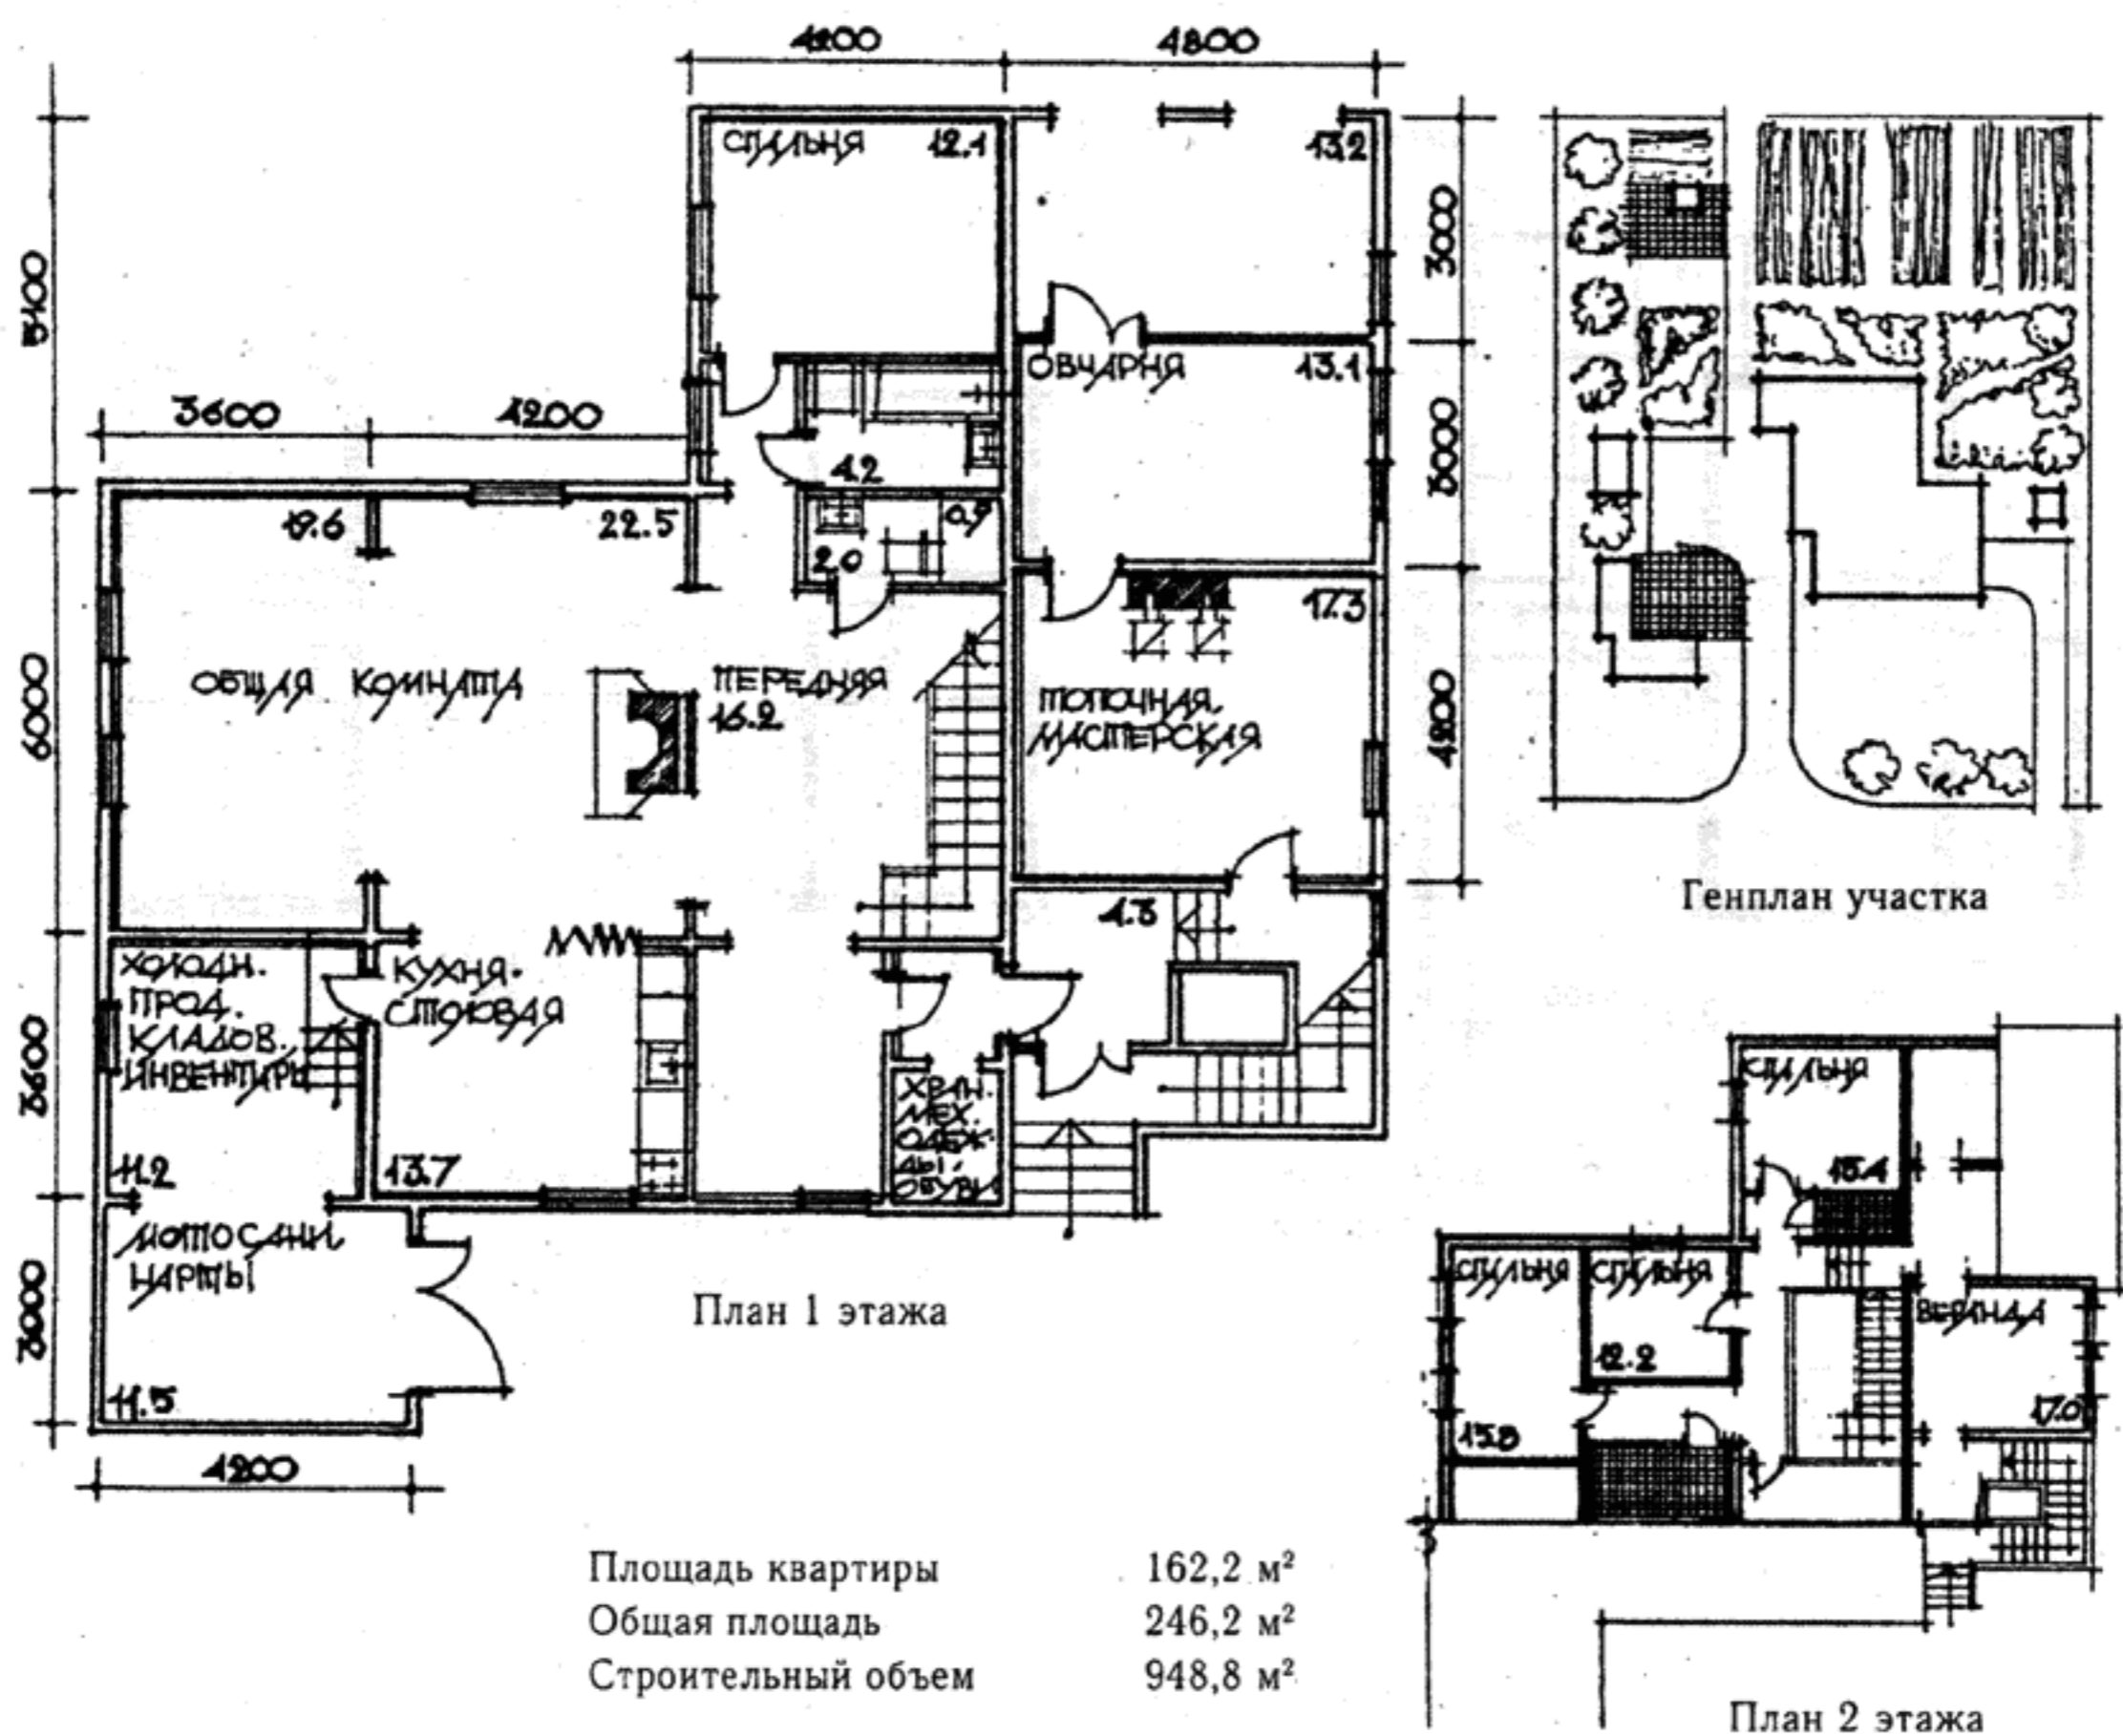 4200
4800
5400
3600
4200
3000
3000
4200
6000
3600
3000
4200
СПАЛЬНЯ 12.1
13.2
ОВЧАРНЯ 13.1
4.2
0.9
2.0
19.6
22.5
17.3
ОБЩАЯ КОМНАТА
ПЕРЕДНЯЯ
16.2
ТОПОЧНАЯ,
МАСТЕРСКАЯ
4.3
ХОЛОДН.
ПРОД.
КЛАДОВ.
ИНВЕНТАРЬ
11.2
КУХНЯ-
СТОЛОВАЯ
13.7
ХРАН.
МЕХ.
ОДЕЖ-
ДЫ,
ОБУВИ
МОТОСАНИ
НАРТЫ
11.5
План 1 этажа
Генплан участка
СПАЛЬНЯ
15.4
СПАЛЬНЯ
15.8
СПАЛЬНЯ
12.2
ВЕРАНДА
17.0
План 2 этажа
Площадь квартиры 162,2 м²
Общая площадь 246,2 м²
Строительный объем 948,8 м²